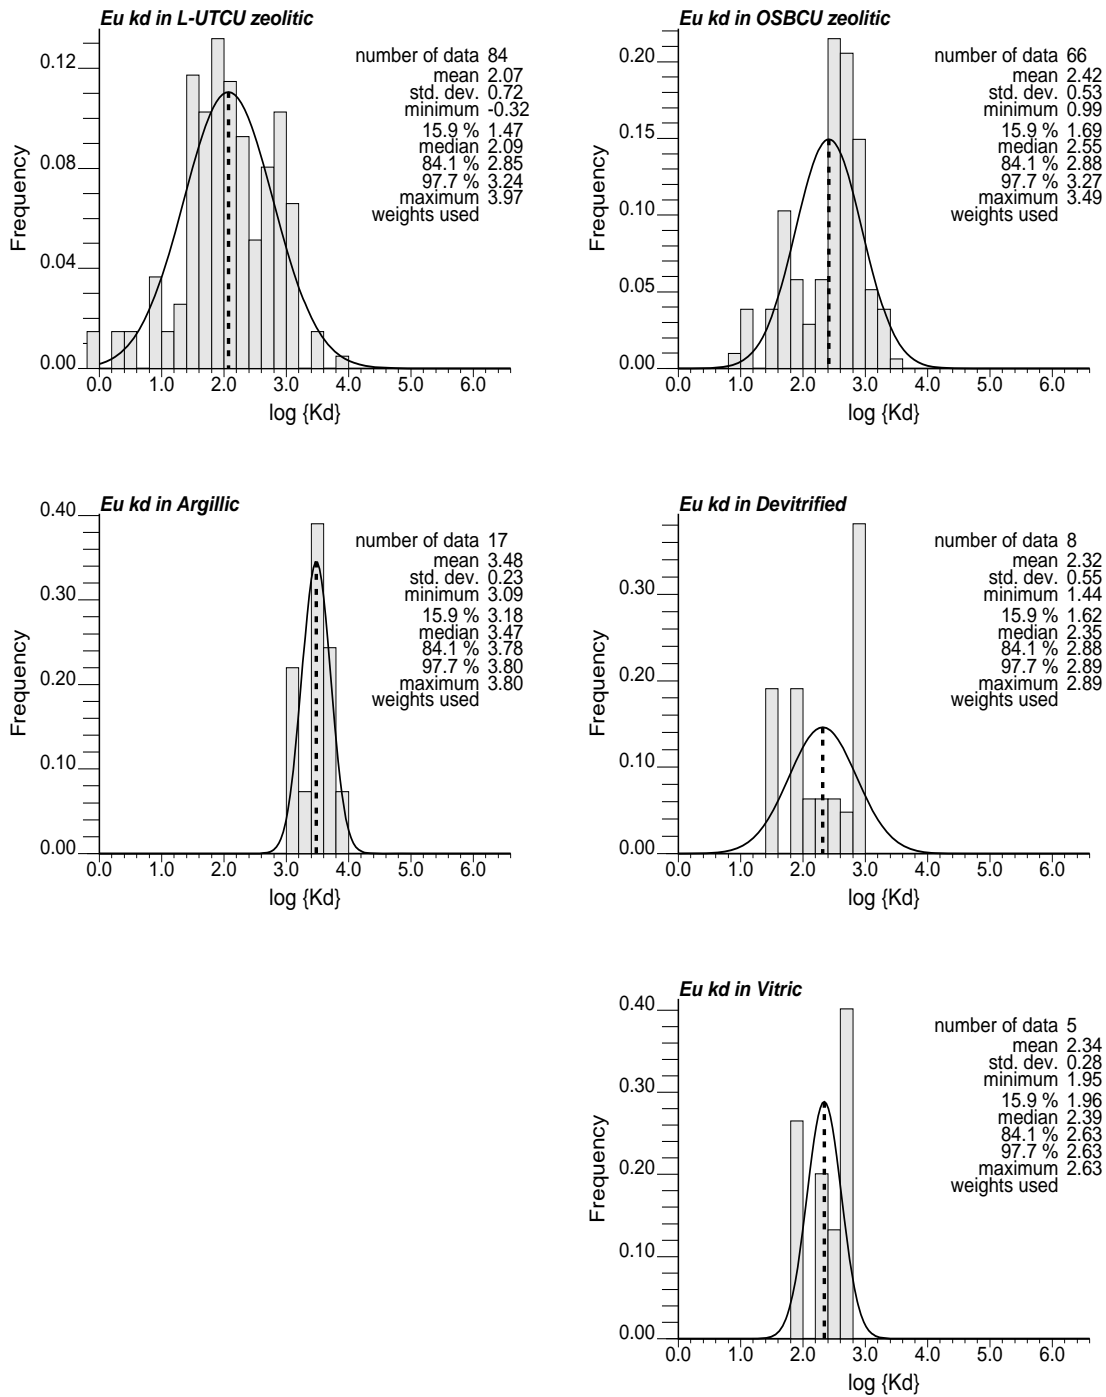 Eu kd in L-UTCU zeolitic
number of data 84
mean 2.07
std. dev. 0.72
minimum -0.32
15.9 % 1.47
median 2.09
84.1 % 2.85
97.7 % 3.24
maximum 3.97
weights used
Frequency
0.12
0.08
0.04
0.00
0.0 1.0 2.0 3.0 4.0 5.0 6.0
log {Kd}
Eu kd in OSBCU zeolitic
number of data 66
mean 2.42
std. dev. 0.53
minimum 0.99
15.9 % 1.69
median 2.55
84.1 % 2.88
97.7 % 3.27
maximum 3.49
weights used
Frequency
0.20
0.15
0.10
0.05
0.00
0.0 1.0 2.0 3.0 4.0 5.0 6.0
log {Kd}
Eu kd in Argillic
number of data 17
mean 3.48
std. dev. 0.23
minimum 3.09
15.9 % 3.18
median 3.47
84.1 % 3.78
97.7 % 3.80
maximum 3.80
weights used
Frequency
0.40
0.30
0.20
0.10
0.00
0.0 1.0 2.0 3.0 4.0 5.0 6.0
log {Kd}
Eu kd in Devitrified
number of data 8
mean 2.32
std. dev. 0.55
minimum 1.44
15.9 % 1.62
median 2.35
84.1 % 2.88
97.7 % 2.89
maximum 2.89
weights used
Frequency
0.30
0.20
0.10
0.00
0.0 1.0 2.0 3.0 4.0 5.0 6.0
log {Kd}
Eu kd in Vitric
number of data 5
mean 2.34
std. dev. 0.28
minimum 1.95
15.9 % 1.96
median 2.39
84.1 % 2.63
97.7 % 2.63
maximum 2.63
weights used
Frequency
0.40
0.30
0.20
0.10
0.00
0.0 1.0 2.0 3.0 4.0 5.0 6.0
log {Kd}